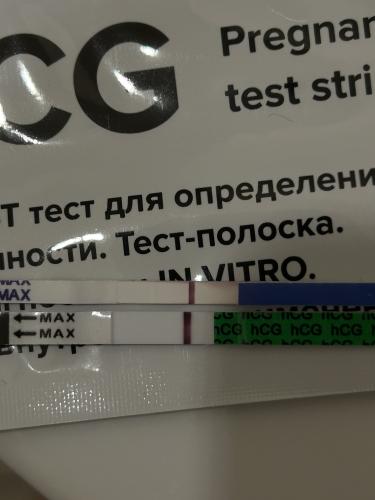 CG
Pregnan
test stri
т тест для определени
ности. Тест-полоска.
IN VITRO.
MAX
MAX
←MAX
←MAX
hCG hCG hCG hCG
hCG hCG hCG hCG hCG